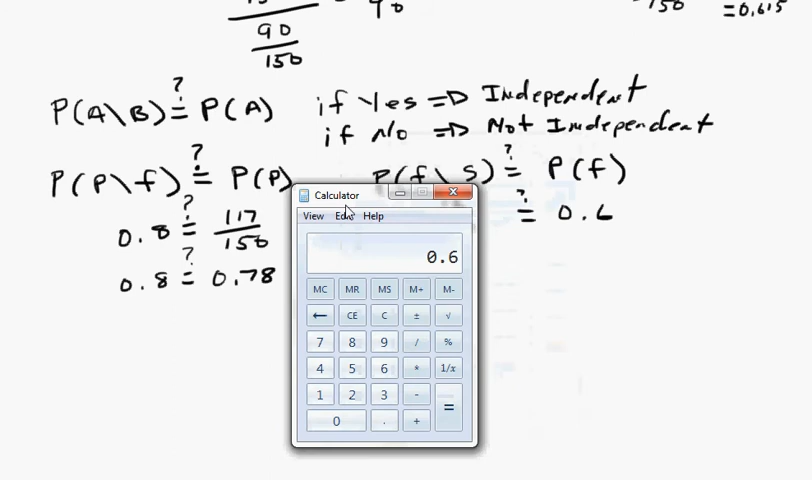 90
150
150
=0.615
P(A\B) ?= P(A) if Yes => Independent
if No => Not Independent
P(P\f) ?= P(P) P(f\S) ?= P(f)
0.8 ?= 117/150 ?= 0.6
0.8 ?= 0.78
Calculator
View Edit Help
0.6
MC MR MS M+ M-
← CE C ± √
7 8 9 / %
4 5 6 * 1/x
1 2 3 - =
0 . +